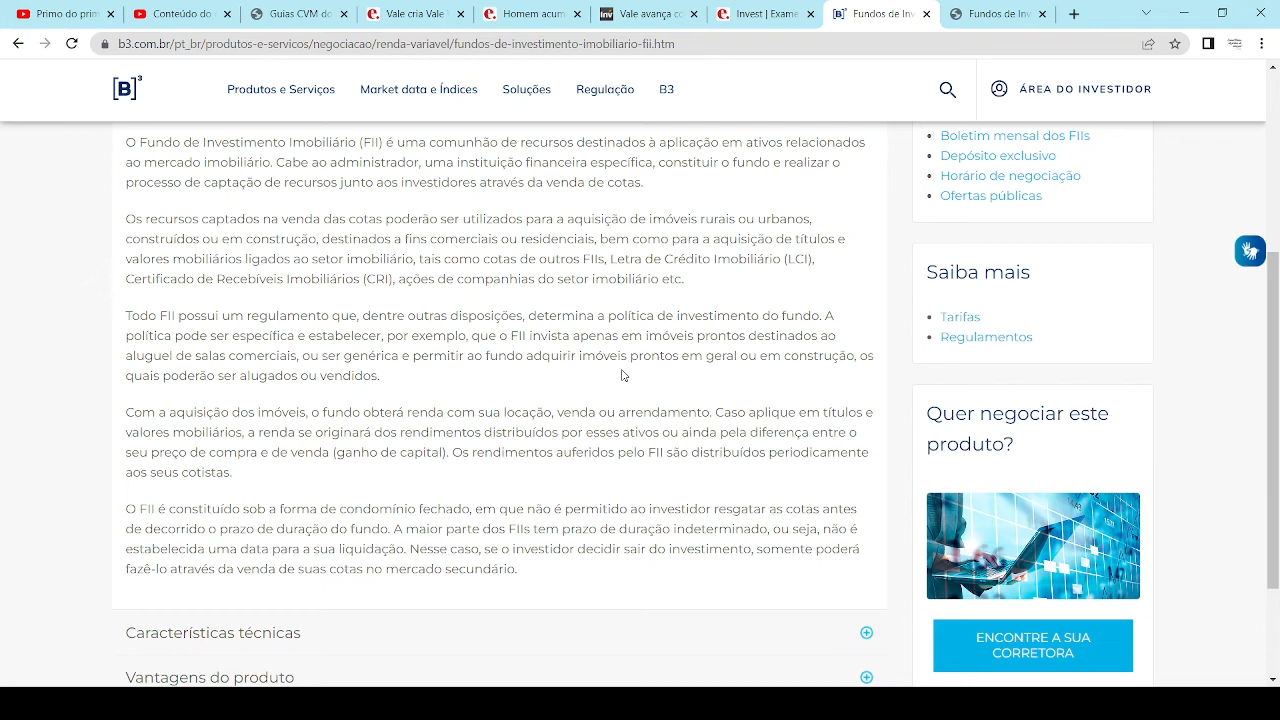 Primo do prim
Conheça
Guias CVM do
Vale cria Vale
Entenda o em
Vale avança co
Invest | Exame
Fundos de Inv
Fundos de Inv
b3.com.br/pt_br/produtos-e-servicos/negociacao/renda-variavel/fundos-de-investimento-imobiliario-fii.htm
[B]³
Produtos e Serviços
Market data e Índices
Soluções
Regulação
B3
ÁREA DO INVESTIDOR
O Fundo de Investimento Imobiliário (FII) é uma comunhão de recursos destinados à aplicação em ativos relacionados
ao mercado imobiliário.Cabe ao administrador, uma instituição financeira específica, constituir o fundo e realizar o
processo de captação de recursos junto aos investidores através da venda de cotas.
Os recursos captados na venda das cotas poderão ser utilizados para a aquisição de imóveis rurais ou urbanos,
construídos ou em construção, destinados a fins comerciais ou residenciais, bem como para a aquisição de títulos e
valores mobiliários ligados ao setor imobiliário, tais como cotas de outros FIIs, Letra de Crédito Imobiliário (LCI),
Certificado de Recebíveis Imobiliários (CRI), ações de companhias do setor imobiliário etc.
Todo FII possui um regulamento que, dentre outras disposições, determina a política de investimento do fundo. A
política pode ser específica e estabelecer, por exemplo, que o FII invista apenas em imóveis prontos destinados ao
aluguel de salas comerciais, ou ser genérica e permitir ao fundo adquirir imóveis prontos em geral ou em construção, os
quais poderão ser alugados ou vendidos.
Com a aquisição dos imóveis, o fundo obterá renda com sua locação, venda ou arrendamento. Caso aplique em títulos e
valores mobiliários, a renda se originará dos rendimentos distribuídos por esses ativos ou ainda pela diferença entre o
seu preço de compra e de venda (ganho de capital). Os rendimentos auferidos pelo FII são distribuídos periodicamente
aos seus cotistas.
O FII é constituído sob a forma de condomínio fechado, em que não é permitido ao investidor resgatar as cotas antes
de decorrido o prazo de duração do fundo. A maior parte dos FIIs tem prazo de duração indeterminado, ou seja, não é
estabelecida uma data para a sua liquidação. Nesse caso, se o investidor decidir sair do investimento, somente poderá
fazê-lo através da venda de suas cotas no mercado secundário.
Características técnicas
Vantagens do produto
Boletim mensal dos FIIs
Depósito exclusivo
Horário de negociação
Ofertas públicas
Saiba mais
Tarifas
Regulamentos
Quer negociar este
produto?
ENCONTRE A SUA
CORRETORA